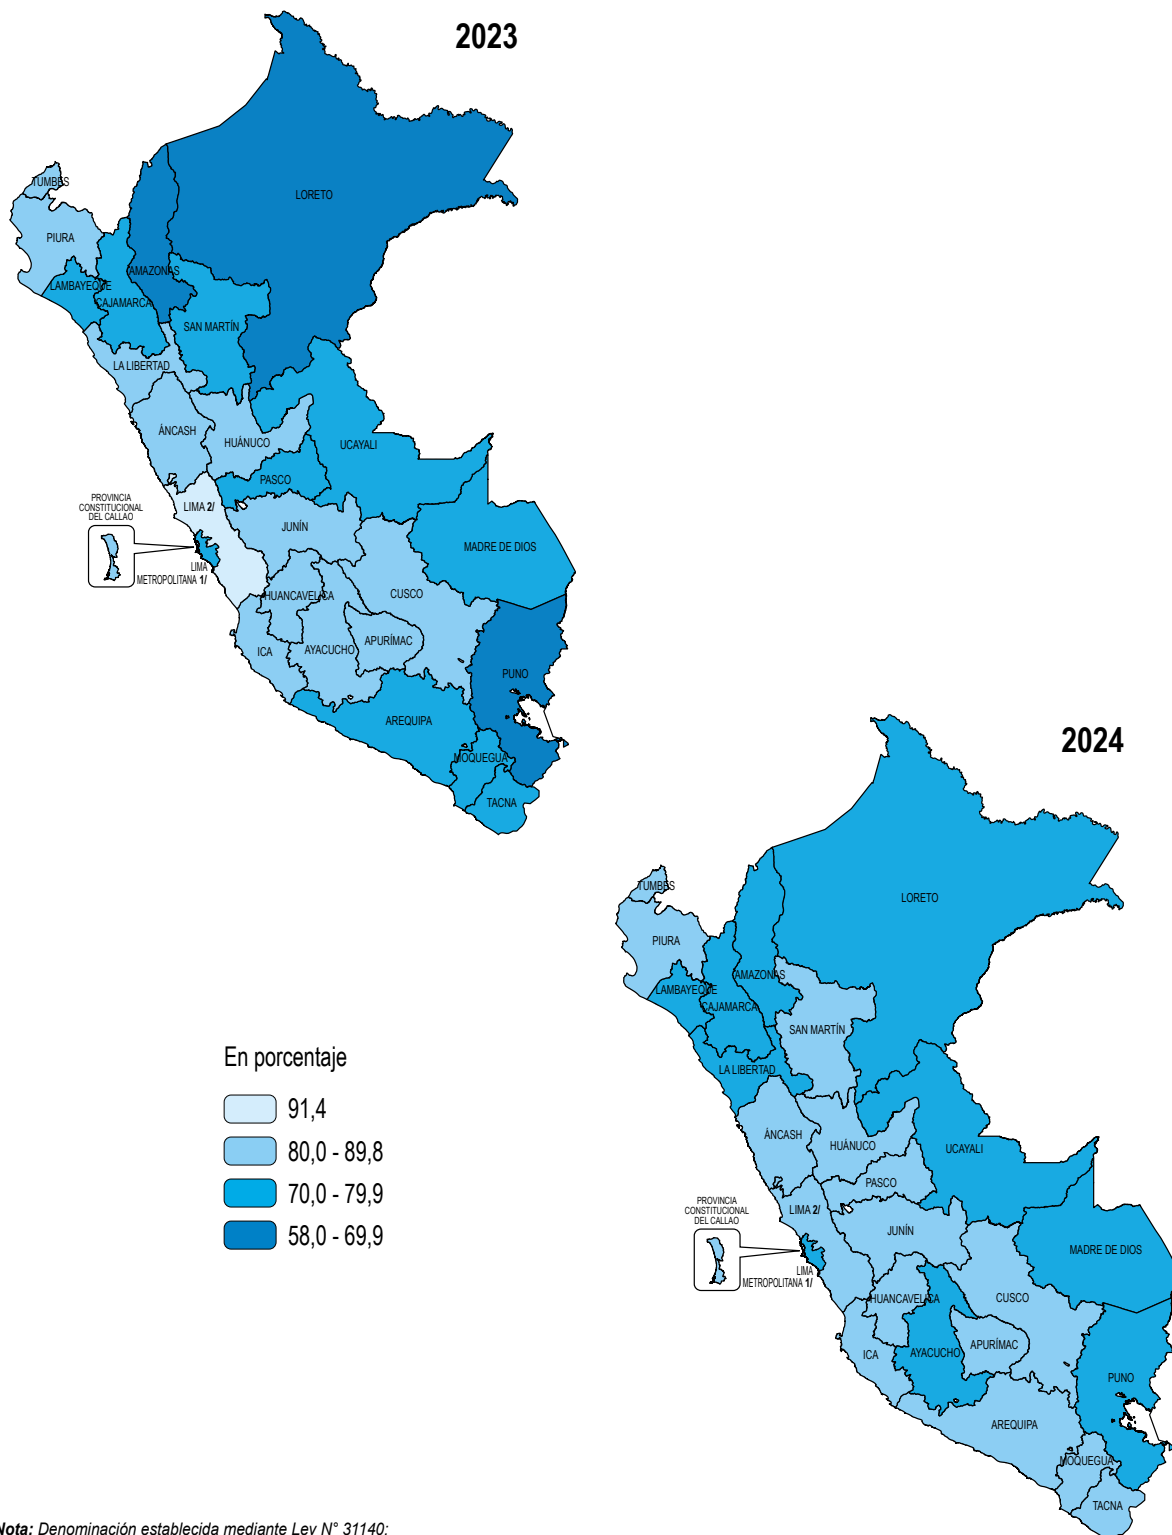 2023
LORETO
TUMBES
PIURA
AMAZONAS
LAMBAYEQUE
CAJAMARCA
SAN MARTÍN
LA LIBERTAD
ÁNCASH
HUÁNUCO
UCAYALI
PASCO
PROVINCIA
CONSTITUCIONAL
DEL CALLAO
LIMA 2/
JUNÍN
MADRE DE DIOS
LIMA
METROPOLITANA 1/
HUANCAVELICA
CUSCO
ICA
AYACUCHO
APURÍMAC
PUNO
AREQUIPA
MOQUEGUA
TACNA
2024
LORETO
TUMBES
PIURA
AMAZONAS
LAMBAYEQUE
CAJAMARCA
SAN MARTÍN
LA LIBERTAD
ÁNCASH
HUÁNUCO
UCAYALI
PASCO
PROVINCIA
CONSTITUCIONAL
DEL CALLAO
LIMA 2/
JUNÍN
MADRE DE DIOS
LIMA
METROPOLITANA 1/
HUANCAVELICA
CUSCO
ICA
AYACUCHO
APURÍMAC
PUNO
AREQUIPA
MOQUEGUA
TACNA
En porcentaje
91,4
80,0 - 89,8
70,0 - 79,9
58,0 - 69,9
Nota: Denominación establecida mediante Ley N° 31140: